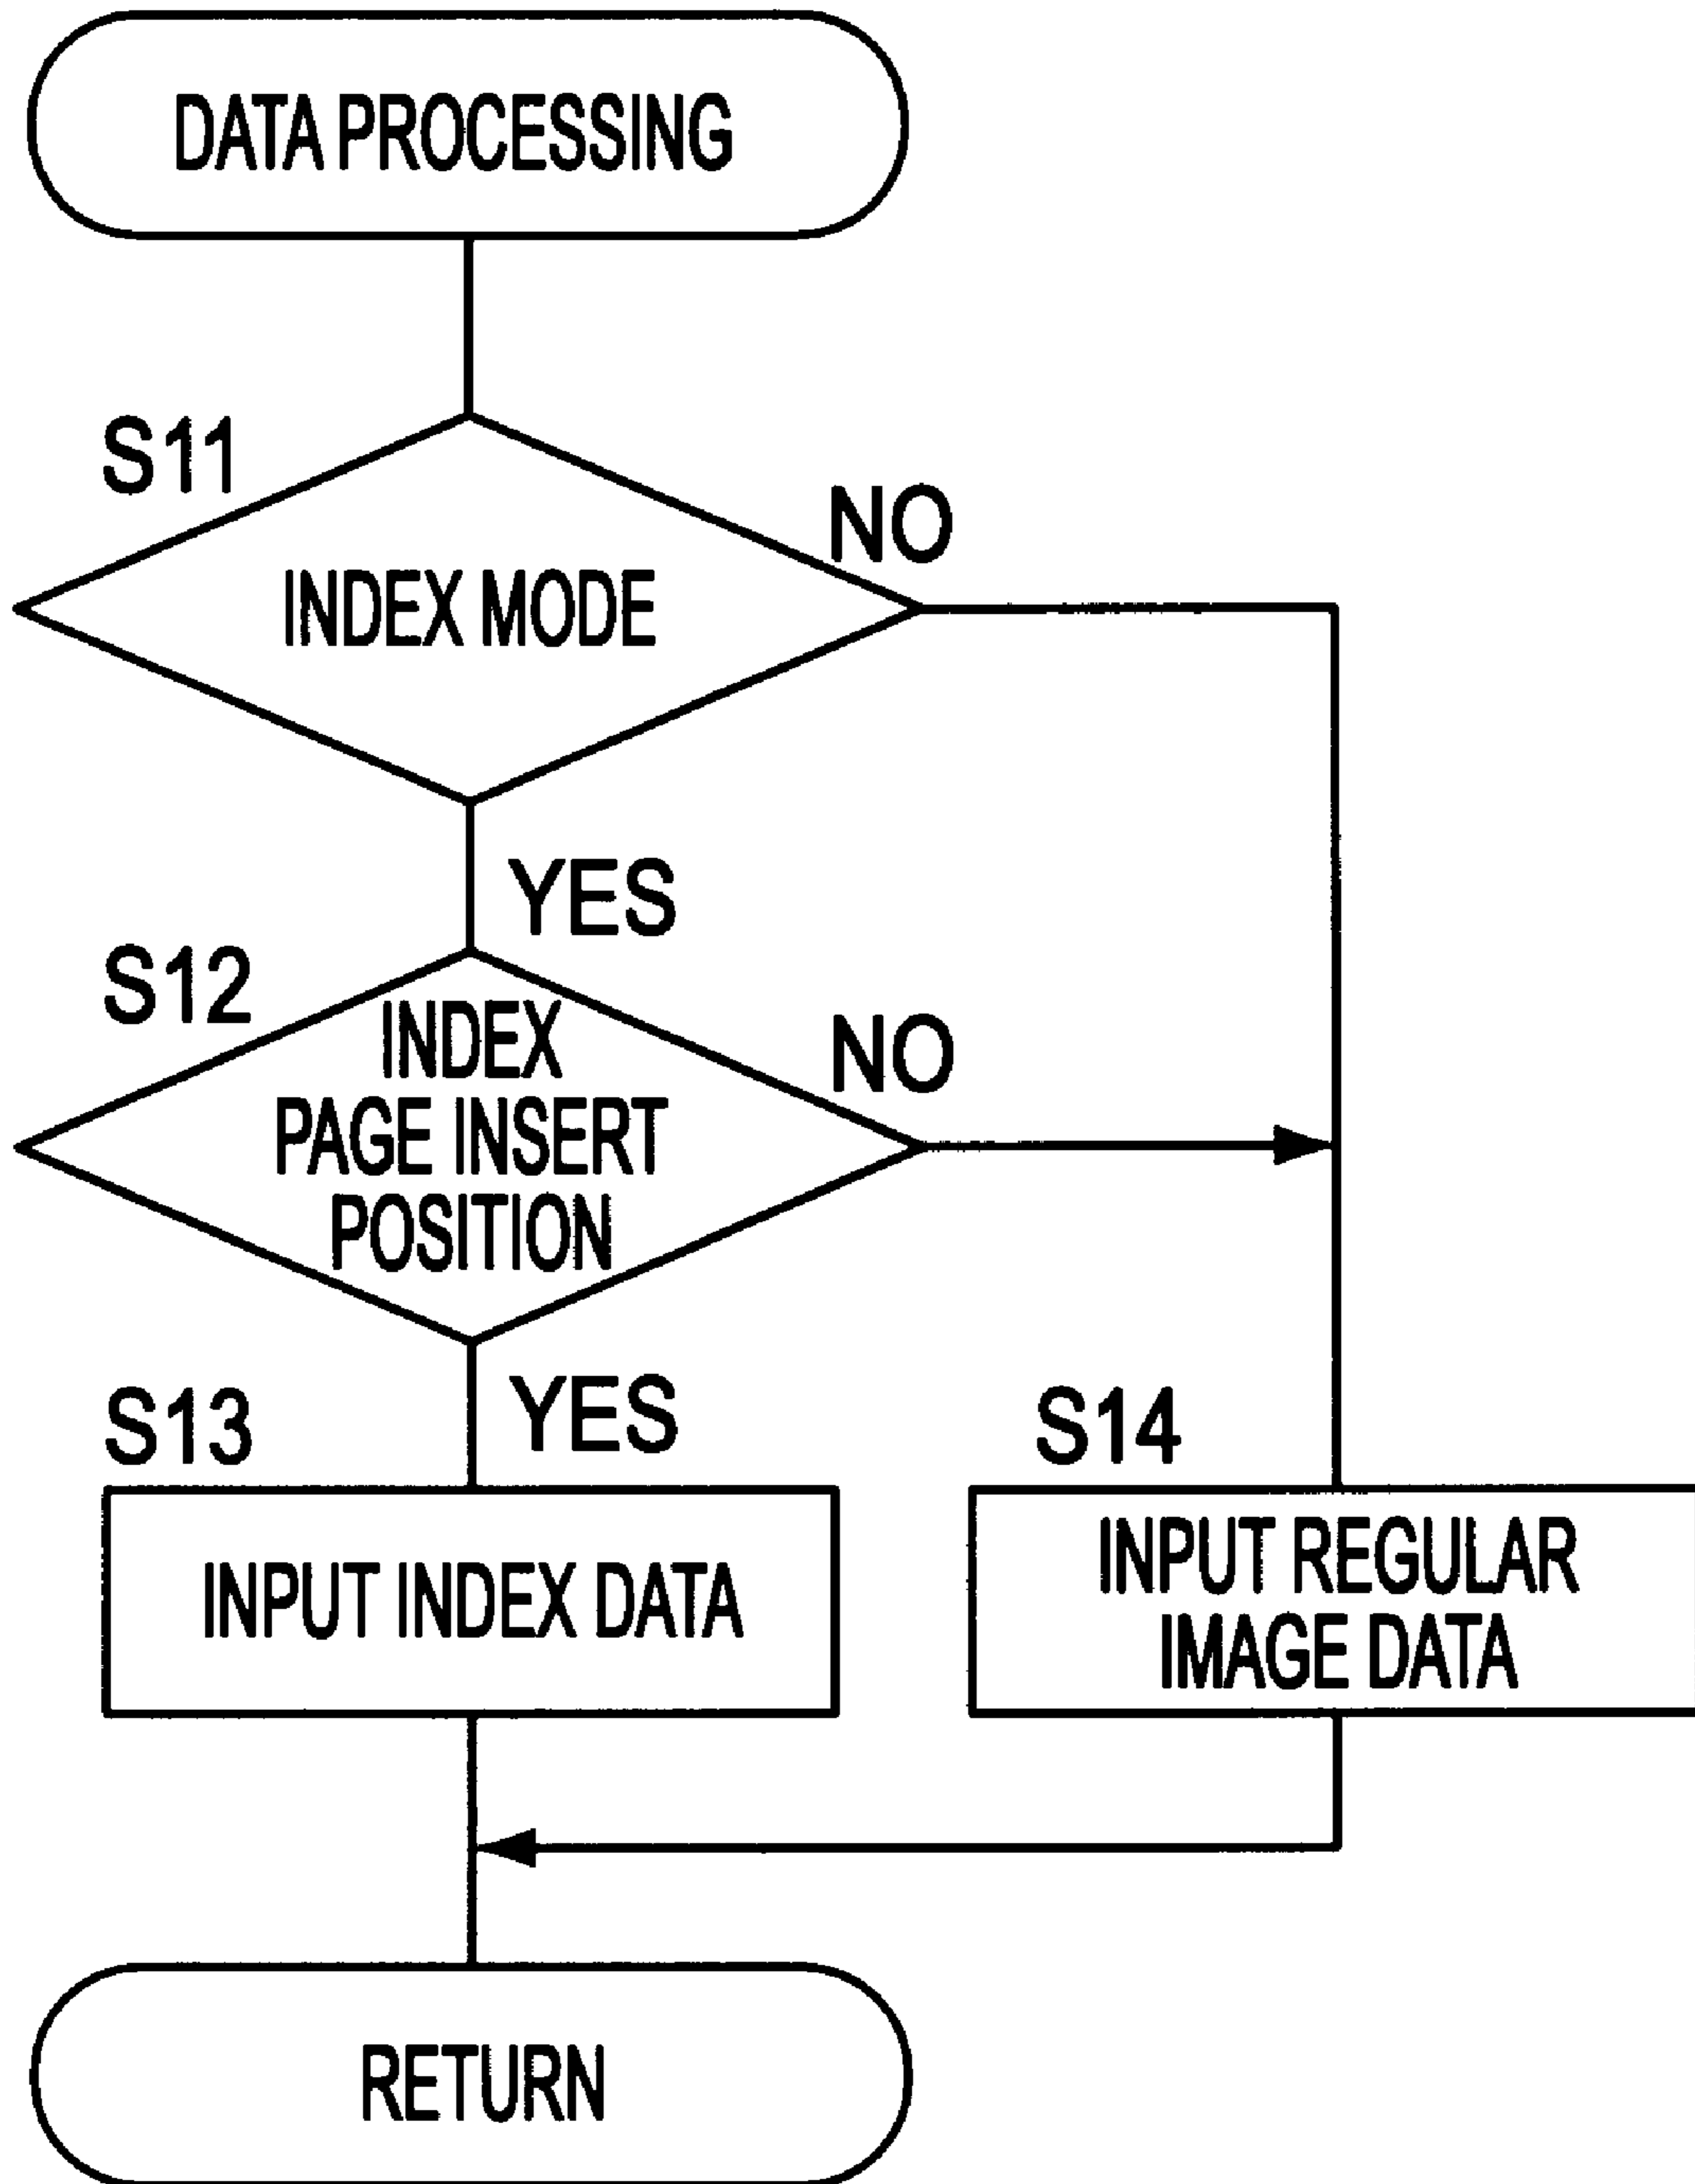 DATA PROCESSING
S11
NO
INDEX MODE
YES
S12
INDEX
PAGE INSERT
POSITION
NO
YES
S13
INPUT INDEX DATA
S14
INPUT REGULAR
IMAGE DATA
RETURN